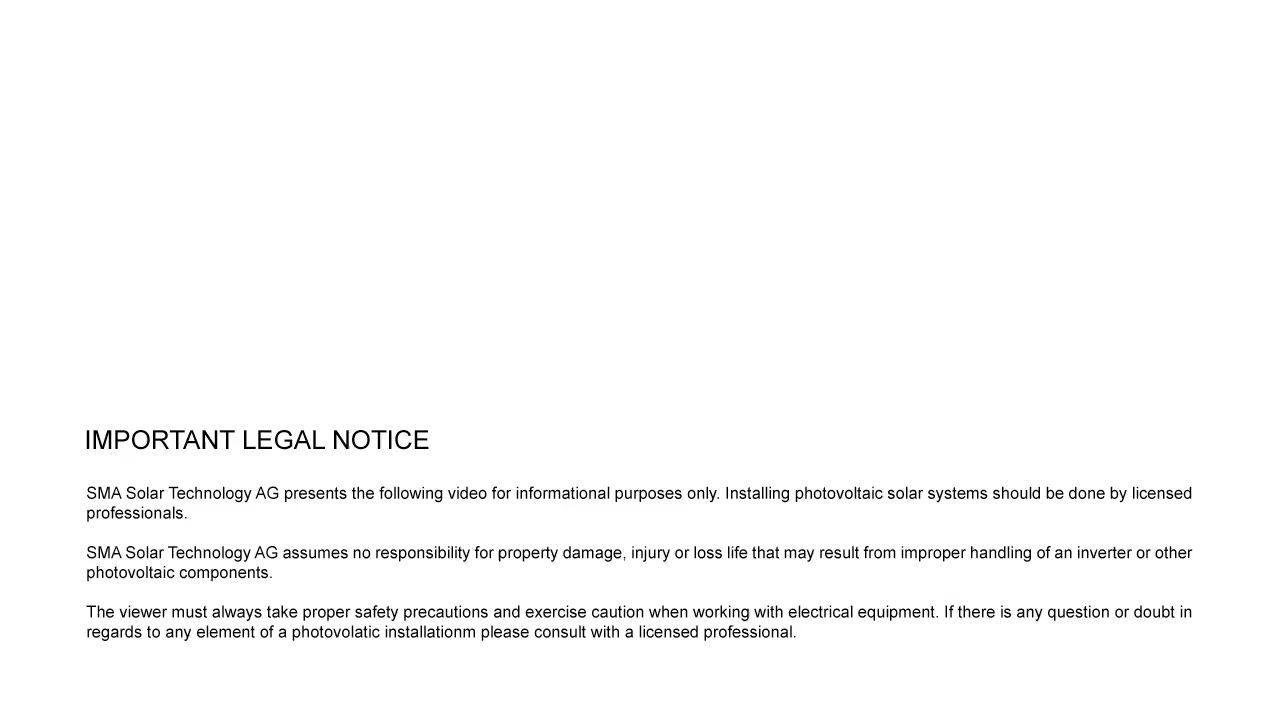 IMPORTANT LEGAL NOTICE
SMA Solar Technology AG presents the following video for informational purposes only. Installing photovoltaic solar systems should be done by licensed
professionals.
SMA Solar Technology AG assumes no responsibility for property damage, injury or loss life that may result from improper handling of an inverter or other
photovoltaic components.
The viewer must always take proper safety precautions and exercise caution when working with electrical equipment. If there is any question or doubt in
regards to any element of a photovolatic installationm please consult with a licensed professional.